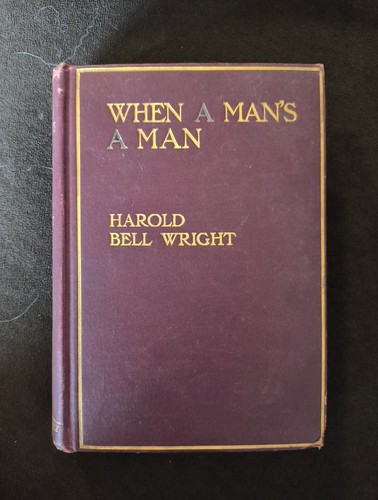 WHEN A MAN'S
A MAN
HAROLD
BELL WRIGHT